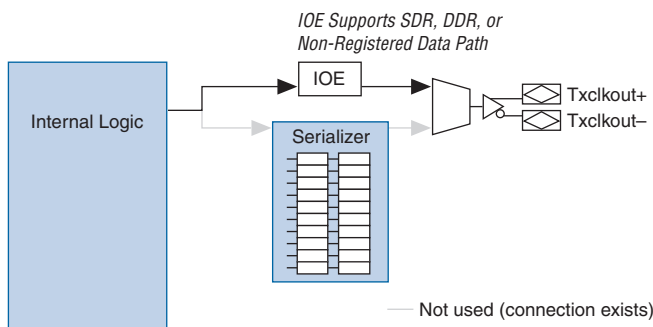 IOE Supports SDR, DDR, or
Non-Registered Data Path
IOE
Internal Logic
Txclkout+
Txclkout–
Serializer
Not used (connection exists)